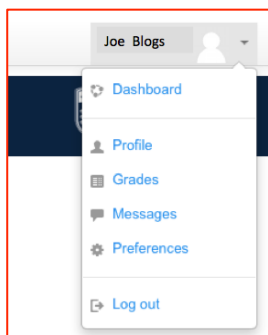 Joe Blogs
Dashboard
Profile
Grades
Messages
Preferences
Log out